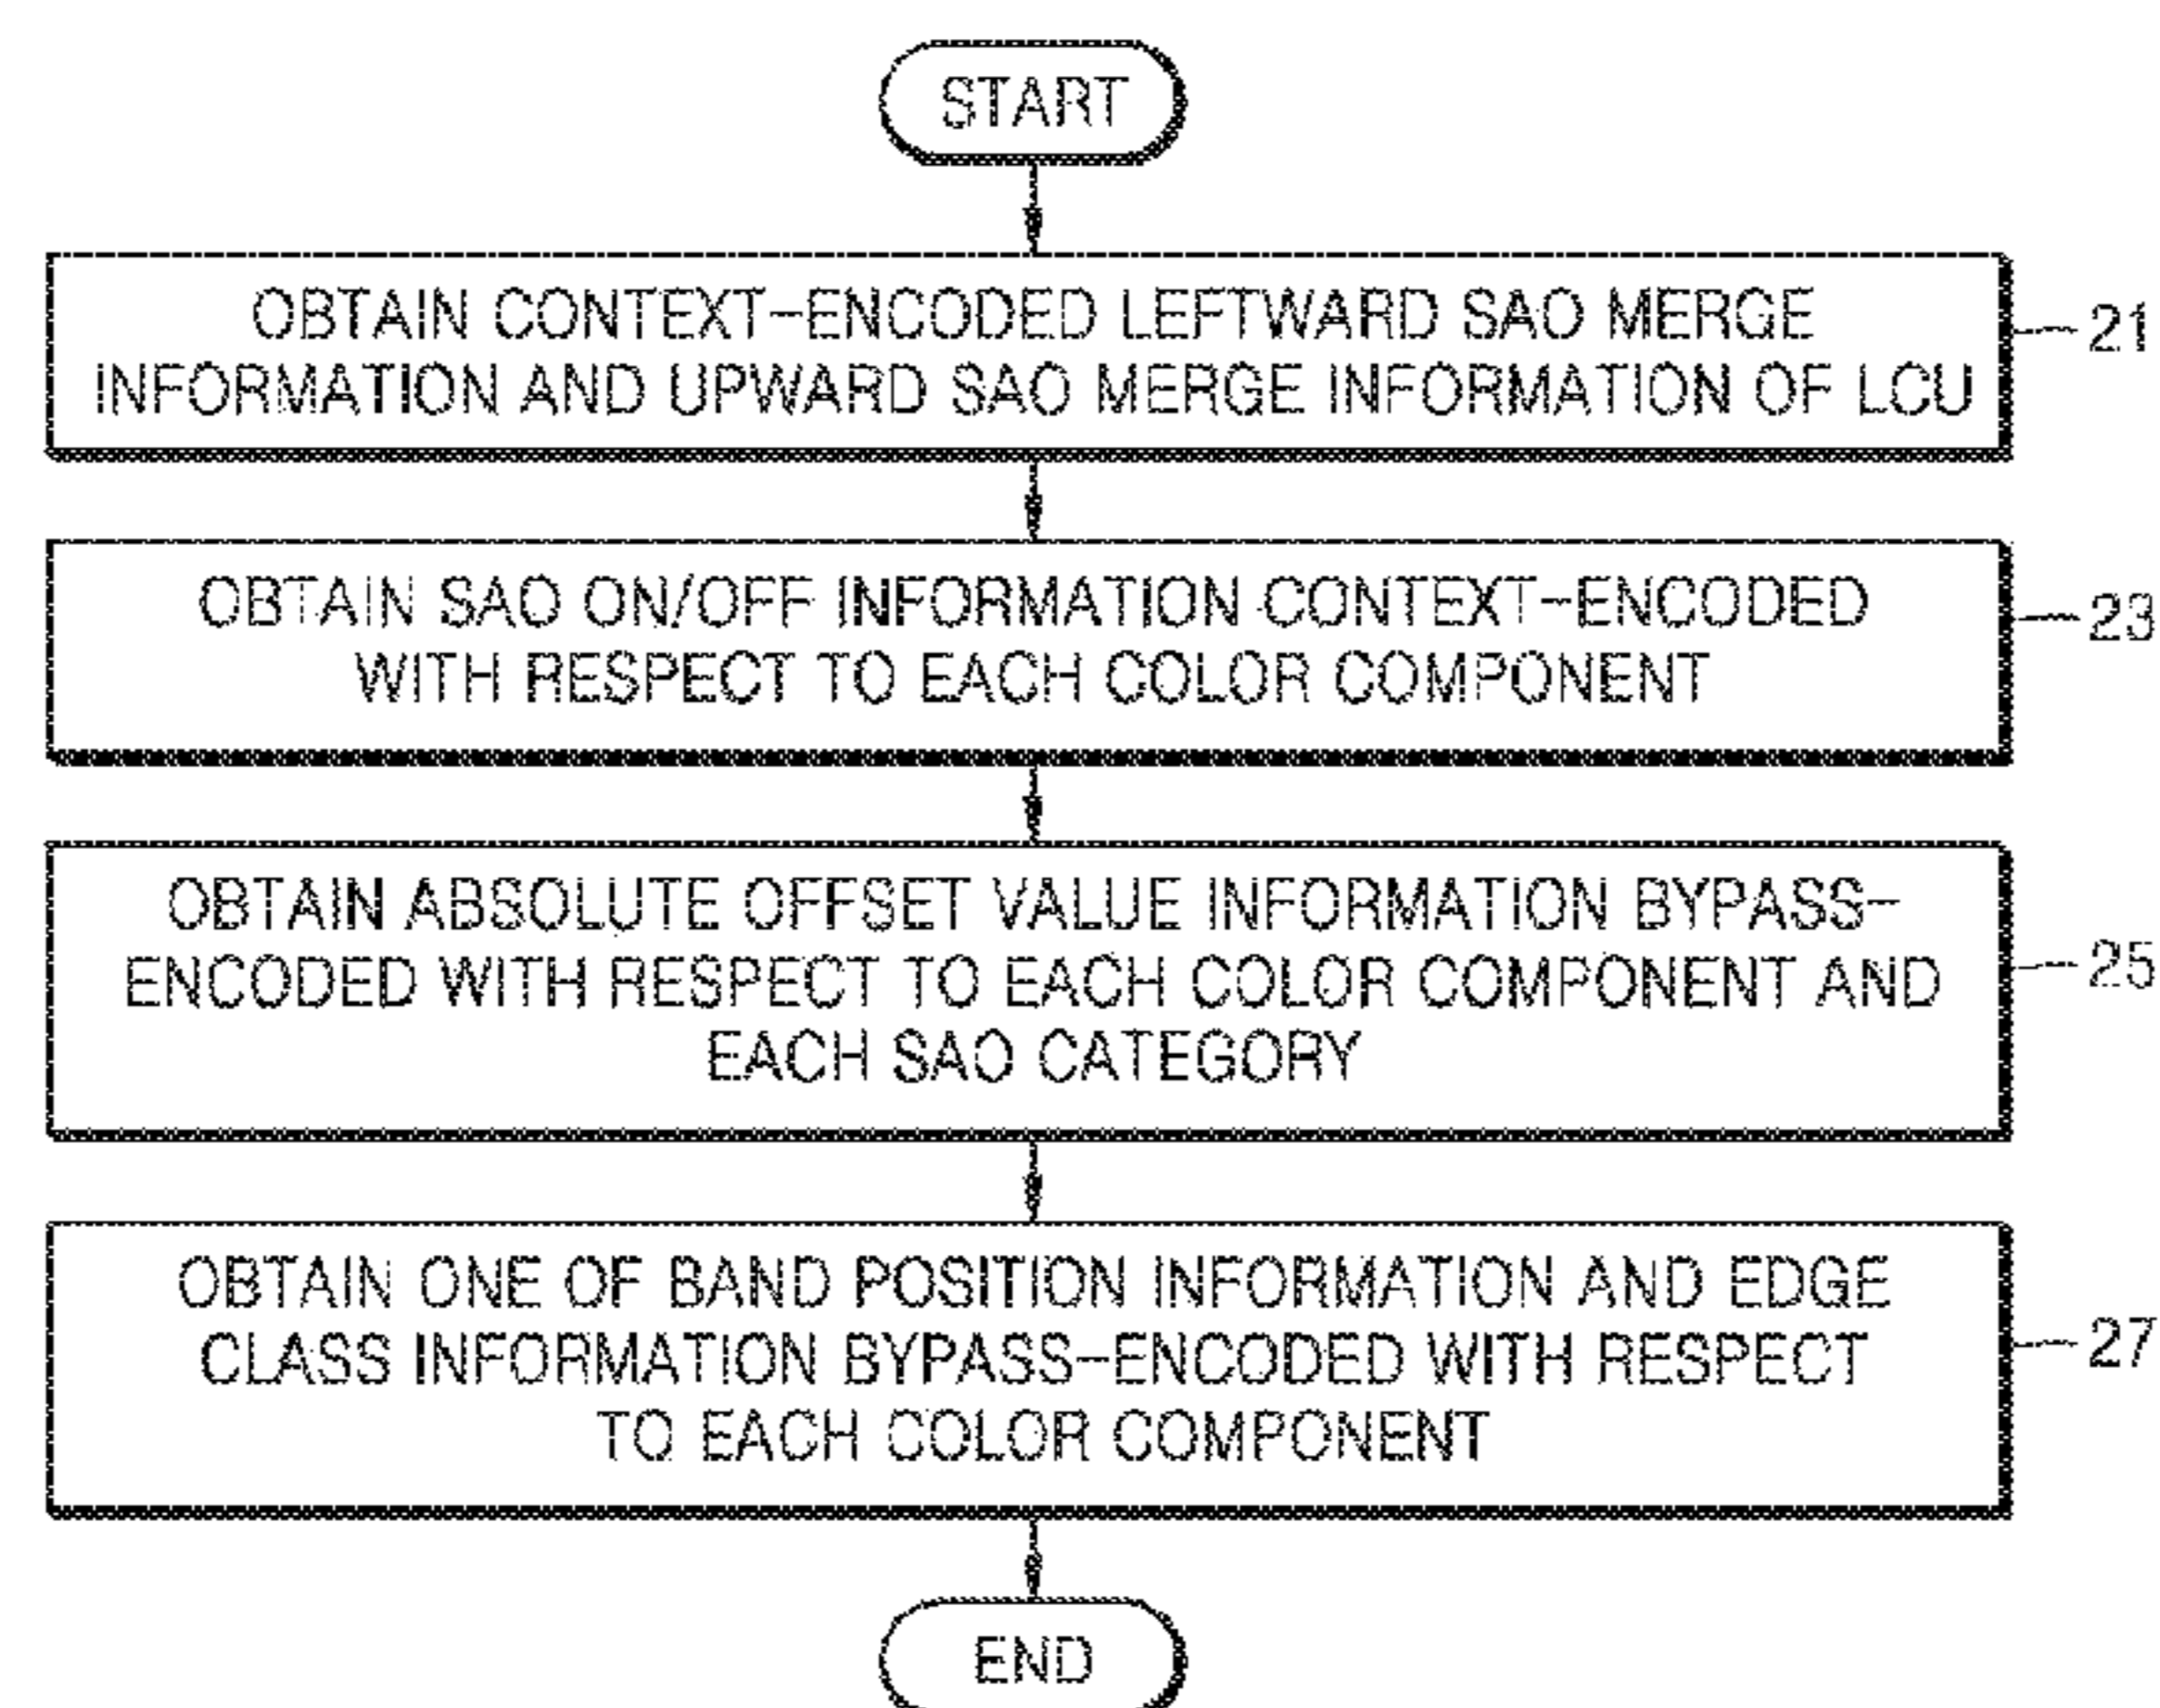 START
OBTAIN CONTEXT-ENCODED LEFTWARD SAO MERGE
INFORMATION AND UPWARD SAO MERGE INFORMATION OF LCU
21
OBTAIN SAO ON/OFF INFORMATION CONTEXT-ENCODED
WITH RESPECT TO EACH COLOR COMPONENT
23
OBTAIN ABSOLUTE OFFSET VALUE INFORMATION BYPASS-
ENCODED WITH RESPECT TO EACH COLOR COMPONENT AND
EACH SAO CATEGORY
25
OBTAIN ONE OF BAND POSITION INFORMATION AND EDGE
CLASS INFORMATION BYPASS-ENCODED WITH RESPECT
TO EACH COLOR COMPONENT
27
END